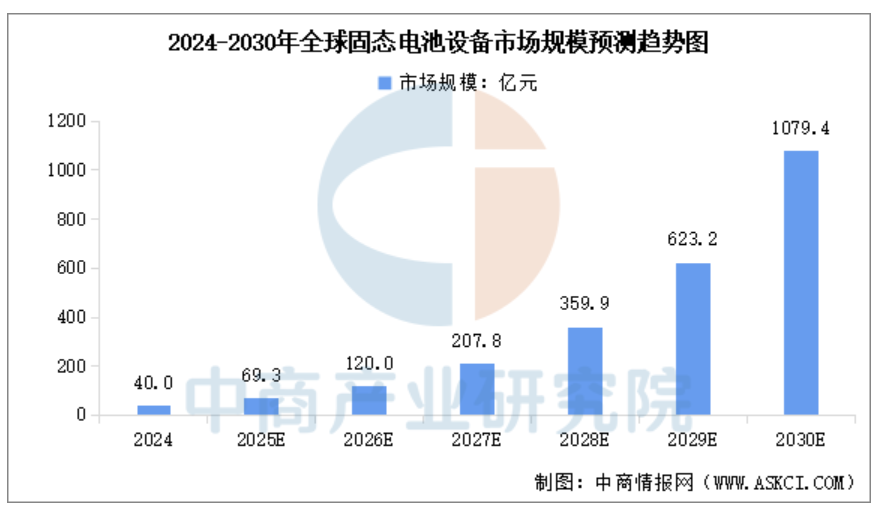 2024-2030年全球固态电池设备市场规模预测趋势图
市场规模：亿元
1200
1000
800
600
400
200
0
40.0
69.3
120.0
207.8
359.9
623.2
1079.4
2024
2025E
2026E
2027E
2028E
2029E
2030E
中商产业研究院
制图：中商情报网（WWW.ASKCI.COM）